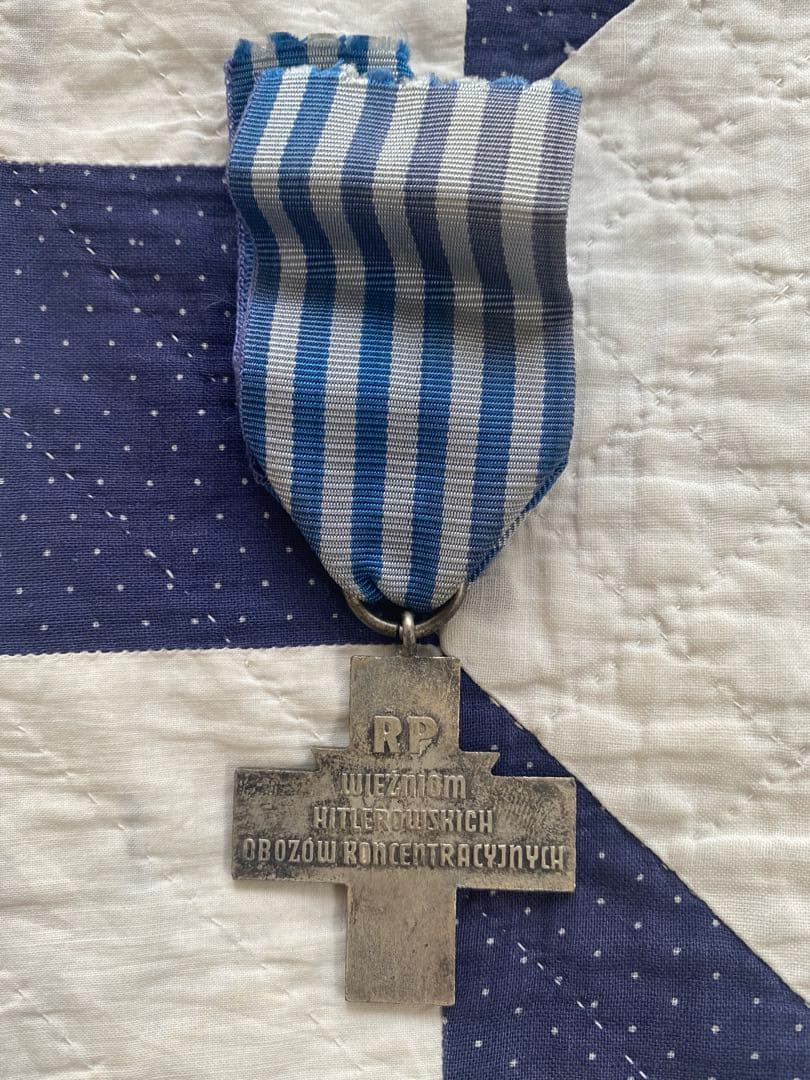 RP
WIĘŹNIOM
HITLEROWSKICH
OBOZÓW KONCENTRACYJNYCH